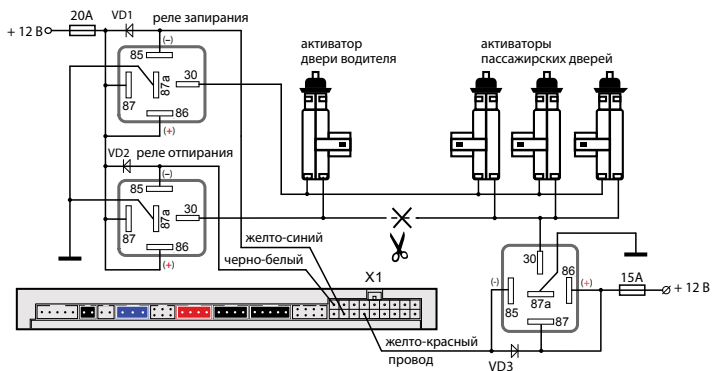 20A
VD1
реле запирания
+ 12 В
(–)
85
30
87a
87
86
(+)
активатор
двери водителя
активаторы
пассажирских дверей
VD2
реле отпирания
(–)
85
30
87a
87
86
(+)
желто-синий
черно-белый
X1
30
86
(-)
(+)
15A
+ 12 В
87a
85
87
желто-красный
провод
VD3